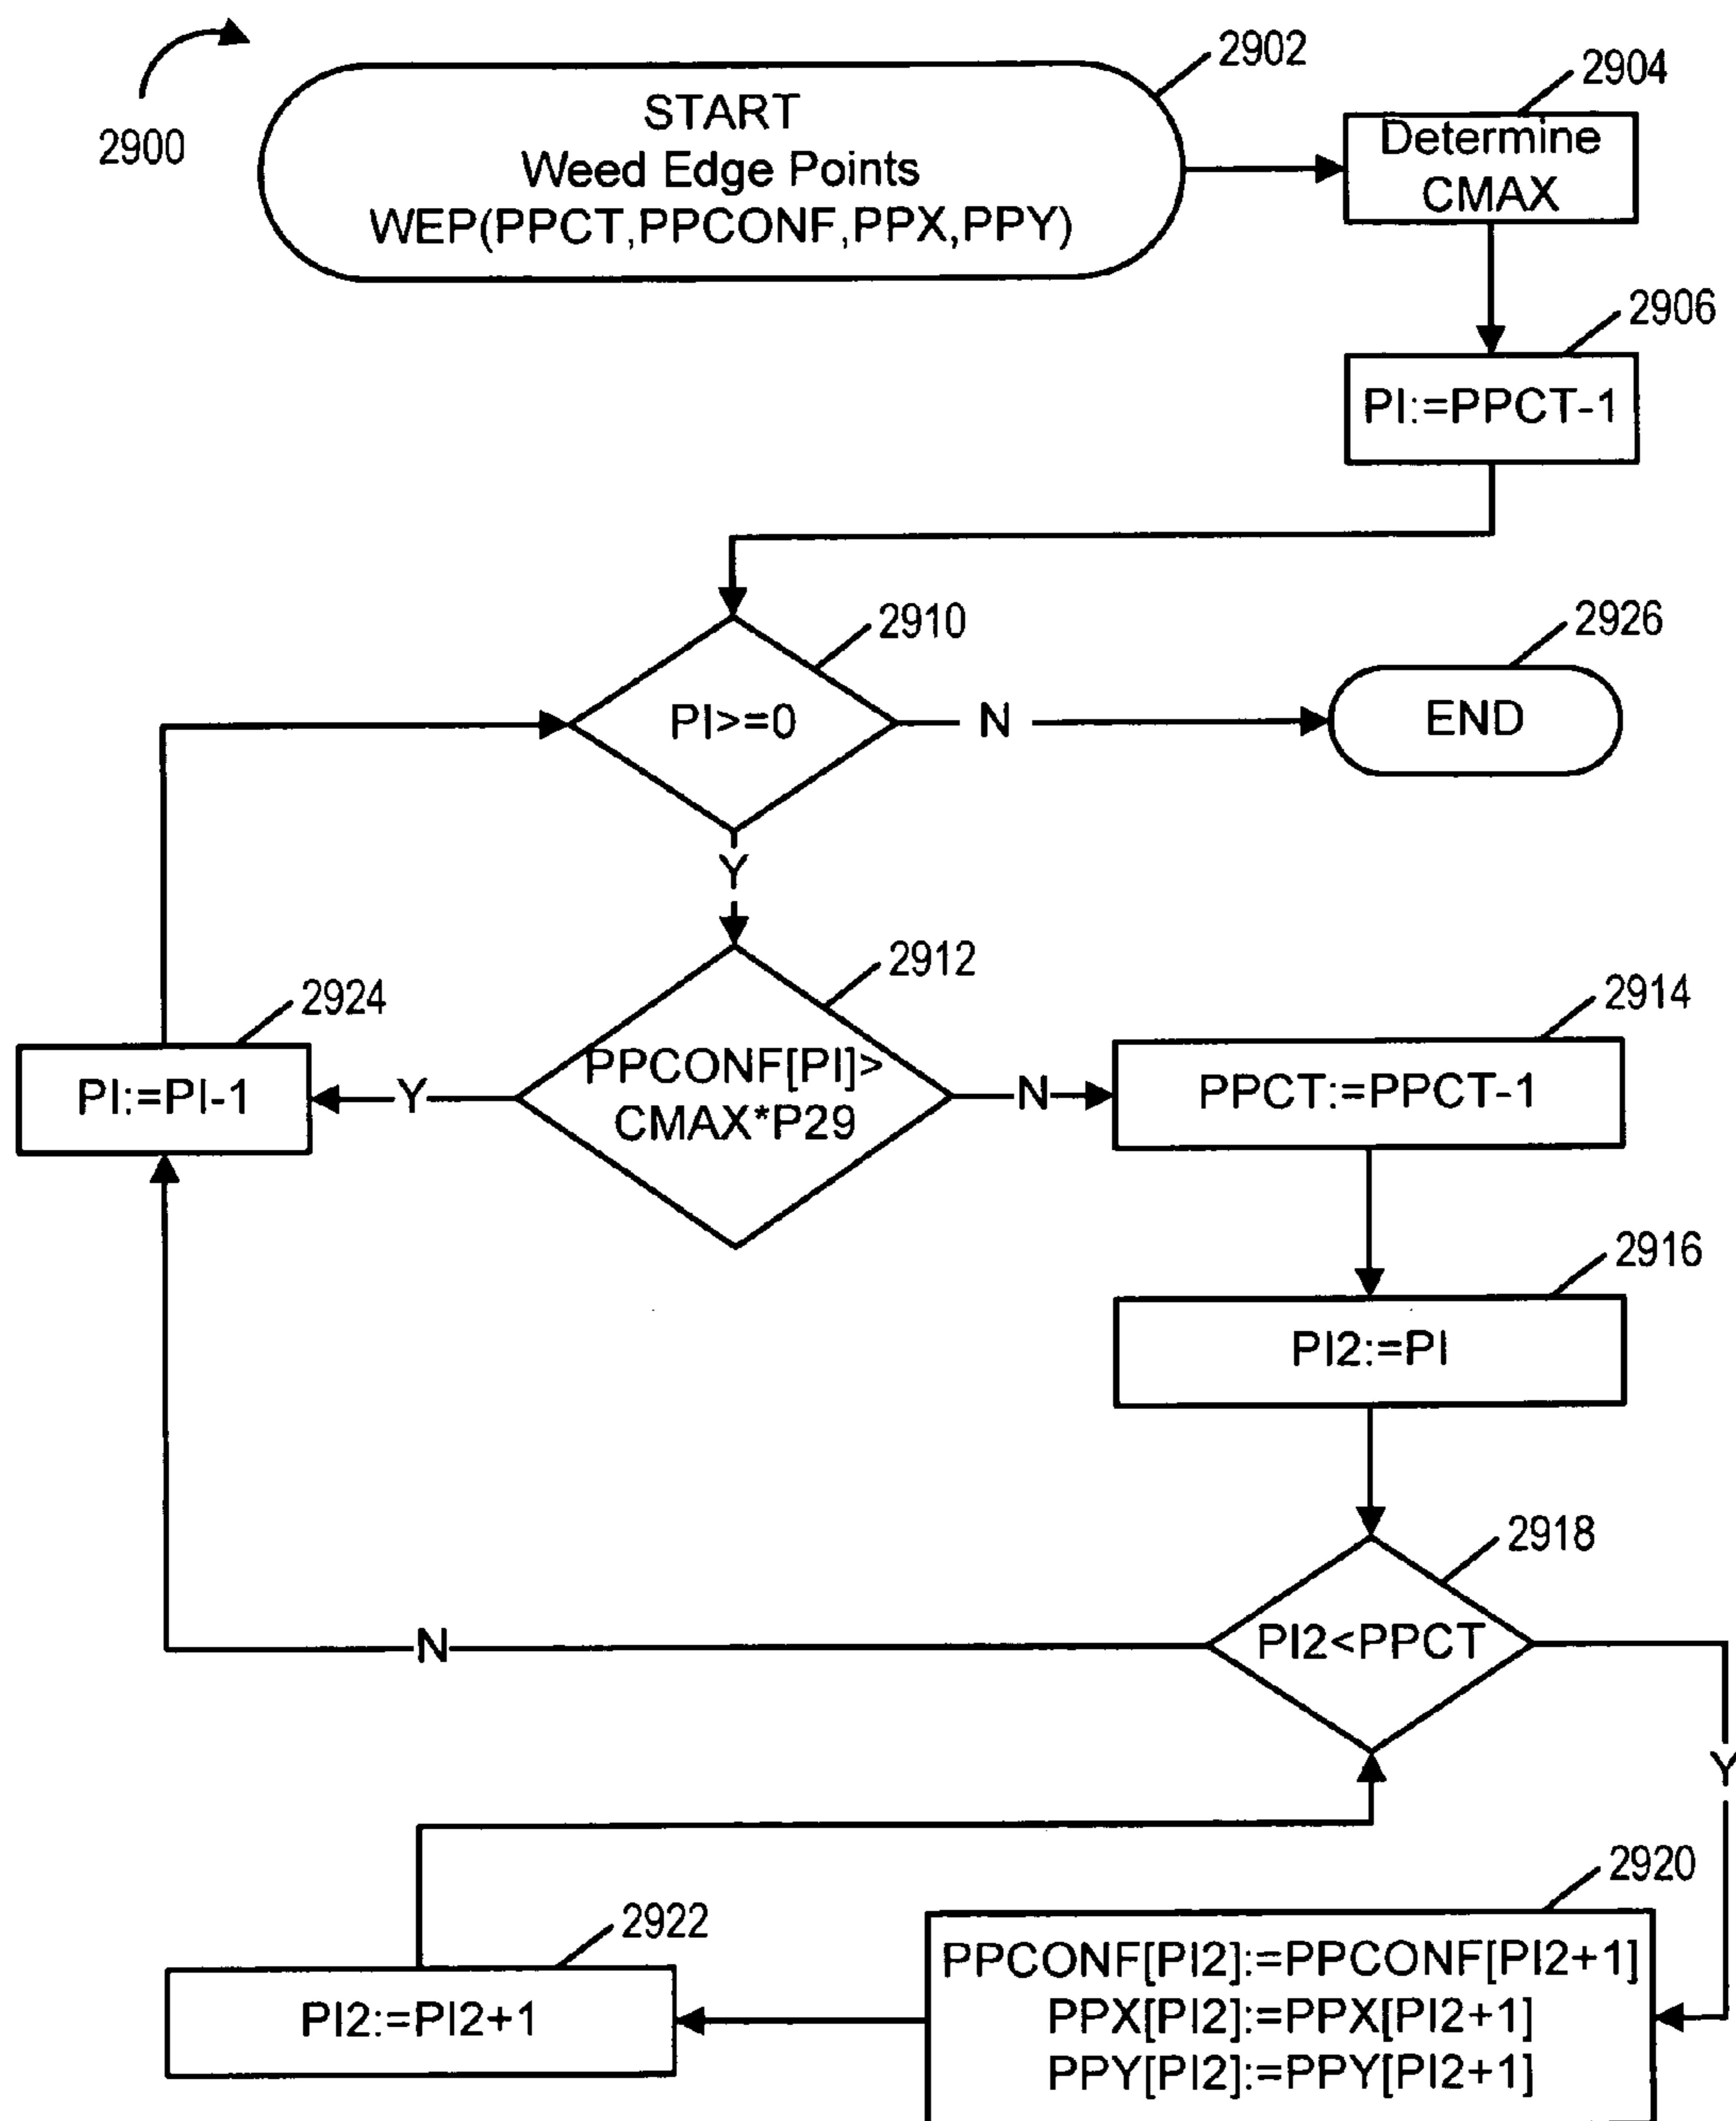 2900
2902
START
Weed Edge Points
WEP(PPCT,PPCONF,PPX,PPY)
2904
Determine
CMAX
2906
PI:=PPCT-1
2910
PI>=0
N
2926
END
Y
2912
PPCONF[PI]>
CMAX*P29
Y
2924
PI:=PI-1
N
2914
PPCT:=PPCT-1
2916
PI2:=PI
2918
PI2<PPCT
N
Y
2920
PPCONF[PI2]:=PPCONF[PI2+1]
PPX[PI2]:=PPX[PI2+1]
PPY[PI2]:=PPY[PI2+1]
2922
PI2:=PI2+1